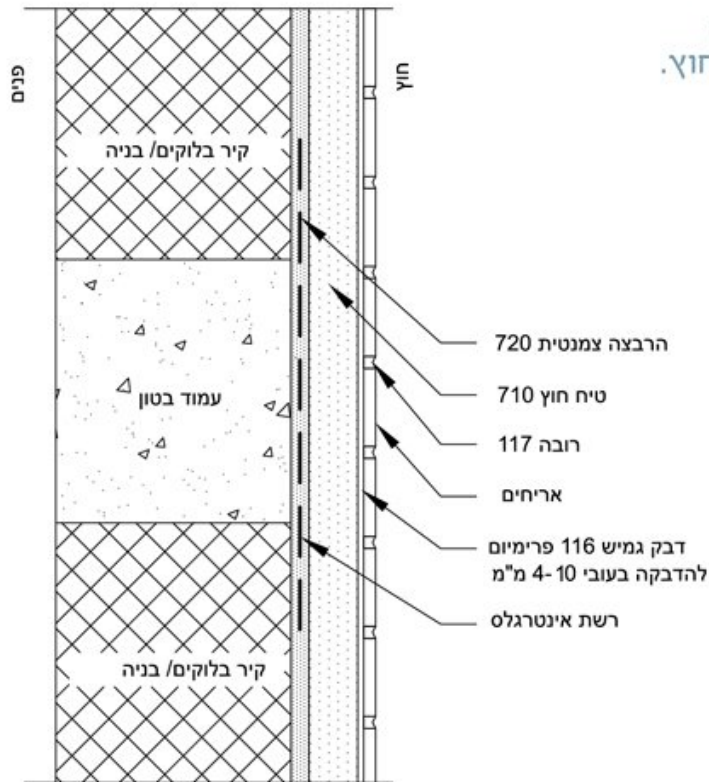 חוץ.
פנים
חוץ
קיר בלוקים/ בניה
עמוד בטון
קיר בלוקים/ בניה
הרבצה צמנטית 720
טיח חוץ 710
רובה 117
אריחים
דבק גמיש 116 פרימיום
להדבקה בעובי 4-10 מ"מ
רשת אינטרגלס